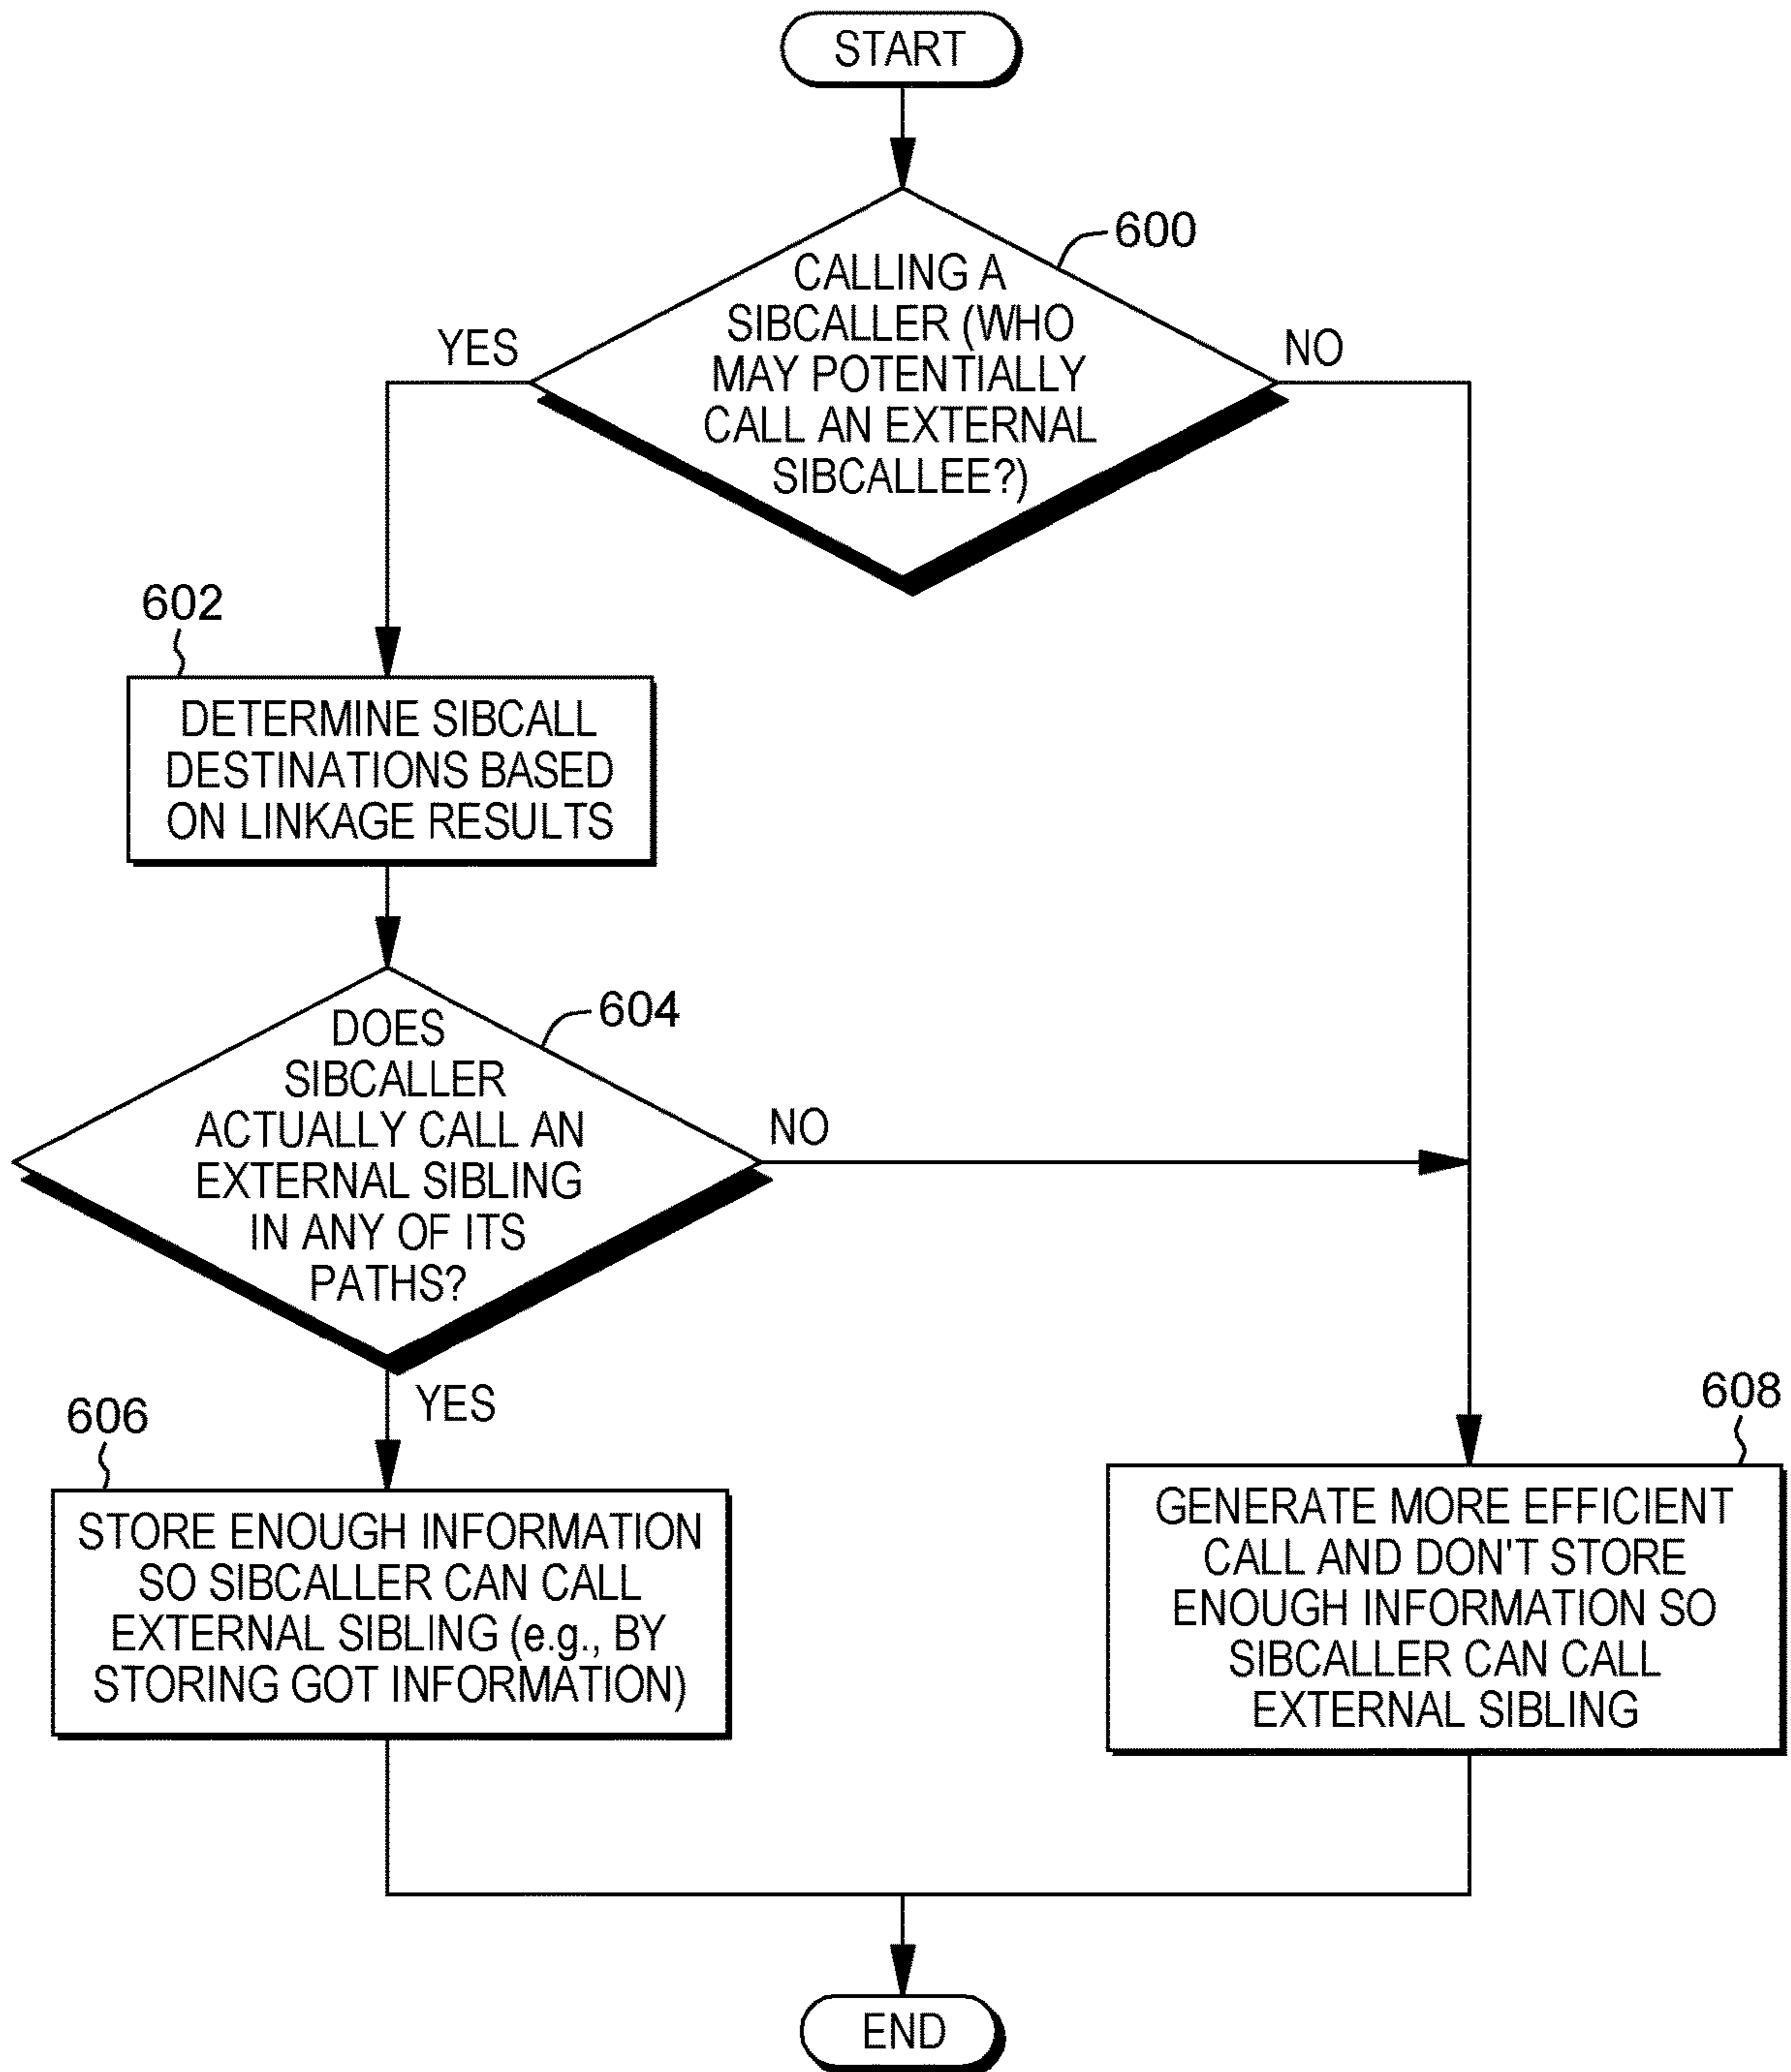 START
600
CALLING A
SIBCALLER (WHO
MAY POTENTIALLY
CALL AN EXTERNAL
SIBCALLEE?)
YES
NO
602
DETERMINE SIBCALL
DESTINATIONS BASED
ON LINKAGE RESULTS
604
DOES
SIBCALLER
ACTUALLY CALL AN
EXTERNAL SIBLING
IN ANY OF ITS
PATHS?
NO
YES
606
STORE ENOUGH INFORMATION
SO SIBCALLER CAN CALL
EXTERNAL SIBLING (e.g., BY
STORING GOT INFORMATION)
608
GENERATE MORE EFFICIENT
CALL AND DON'T STORE
ENOUGH INFORMATION SO
SIBCALLER CAN CALL
EXTERNAL SIBLING
END